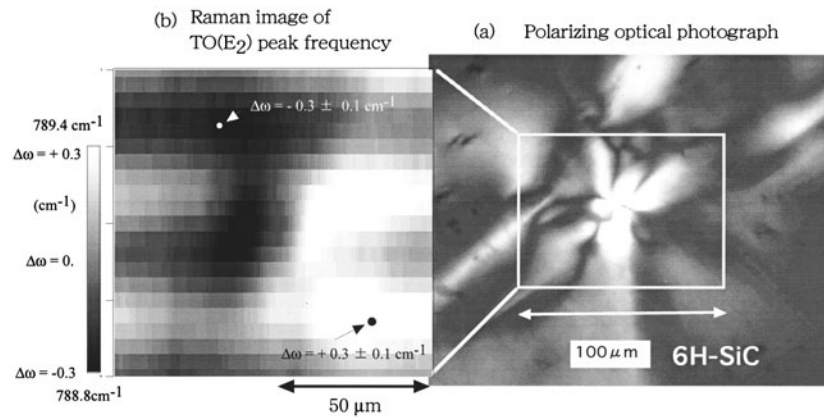 (b) Raman image of
TO(E2) peak frequency
(a) Polarizing optical photograph
Δω = - 0.3 ± 0.1 cm⁻¹
789.4 cm⁻¹
Δω = + 0.3
(cm⁻¹)
Δω = 0.
Δω = -0.3
788.8cm⁻¹
Δω = + 0.3 ± 0.1 cm⁻¹
50 μm
100μm
6H-SiC